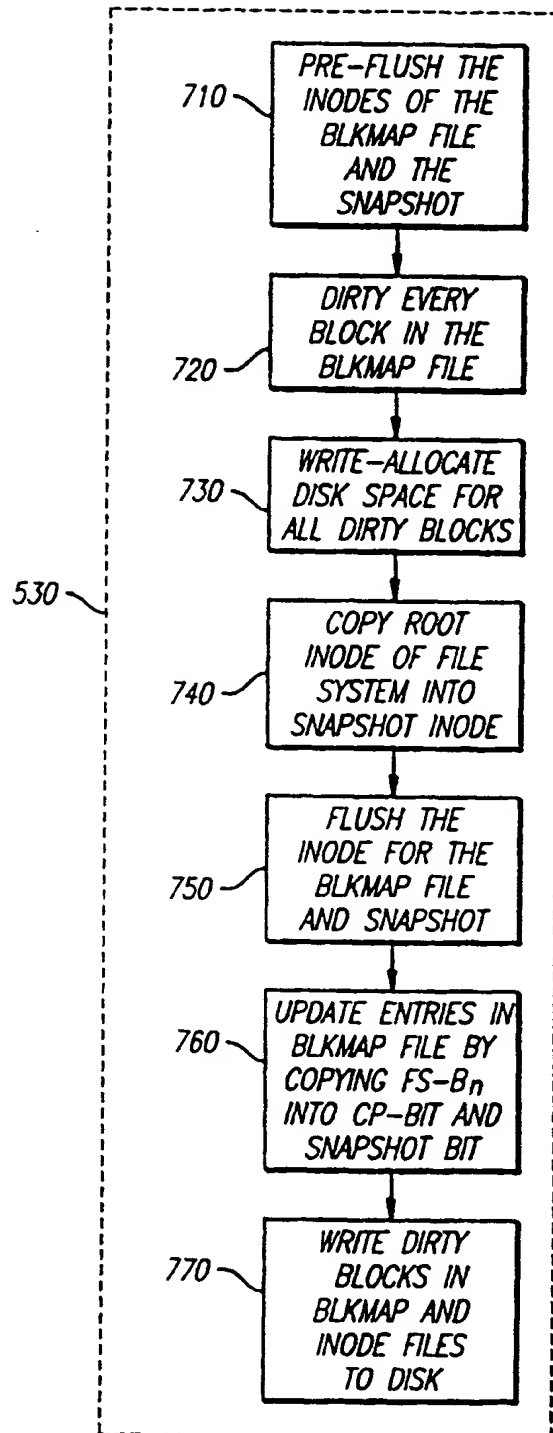 710
PRE-FLUSH THE
INODES OF THE
BLKMAP FILE
AND THE
SNAPSHOT
720
DIRTY EVERY
BLOCK IN THE
BLKMAP FILE
730
WRITE-ALLOCATE
DISK SPACE FOR
ALL DIRTY BLOCKS
530
740
COPY ROOT
INODE OF FILE
SYSTEM INTO
SNAPSHOT INODE
750
FLUSH THE
INODE FOR THE
BLKMAP FILE
AND SNAPSHOT
760
UPDATE ENTRIES IN
BLKMAP FILE BY
COPYING FS-Bn
INTO CP-BIT AND
SNAPSHOT BIT
770
WRITE DIRTY
BLOCKS IN
BLKMAP AND
INODE FILES
TO DISK